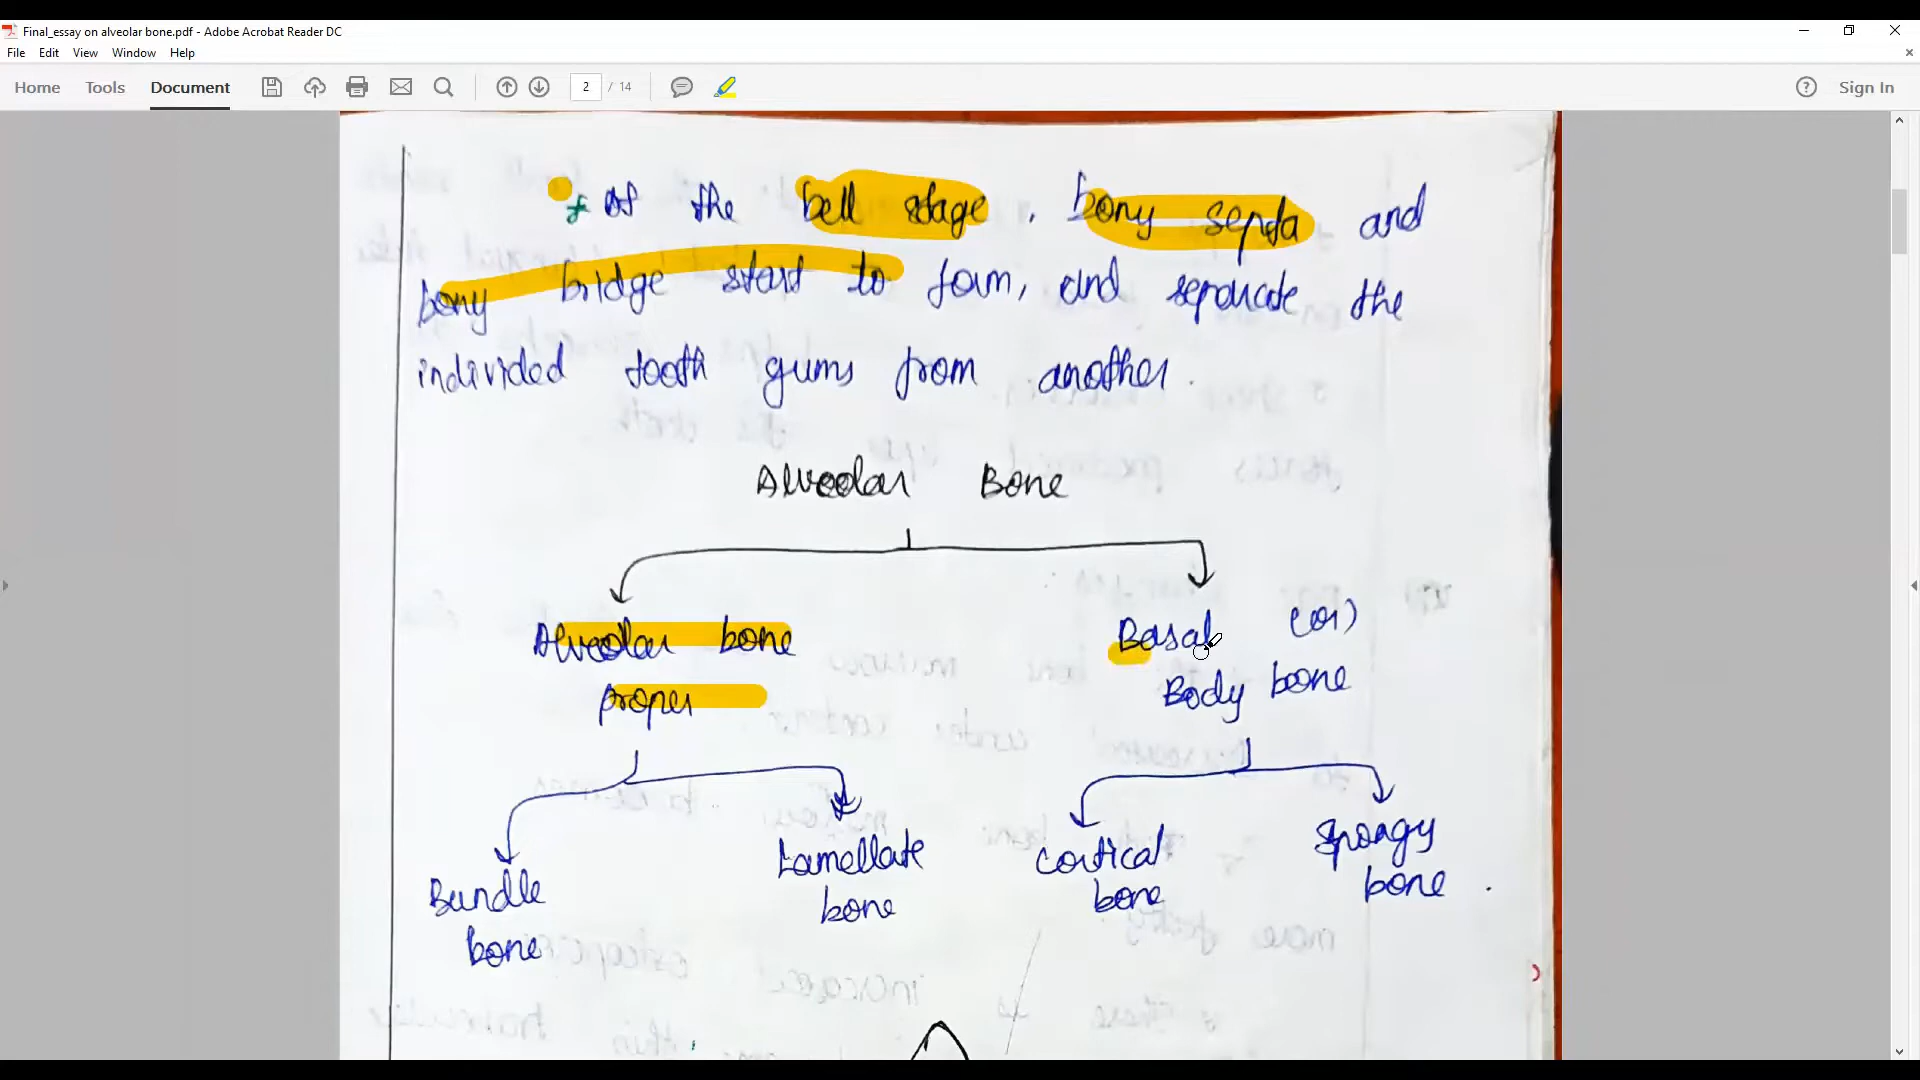 Final_essay on alveolar bone.pdf - Adobe Acrobat Reader DC
File Edit View Window Help
Home Tools Document 2 / 14 Sign In
* At the bell stage, bony septa and
bony bridge start to form, and separate the
individed tooth gums from another.
Alveolar Bone
Alveolar bone
proper
Basal (or)
Body bone
Bundle
bone
Lamellate
bone
Cortical
bone
Spongy
bone.